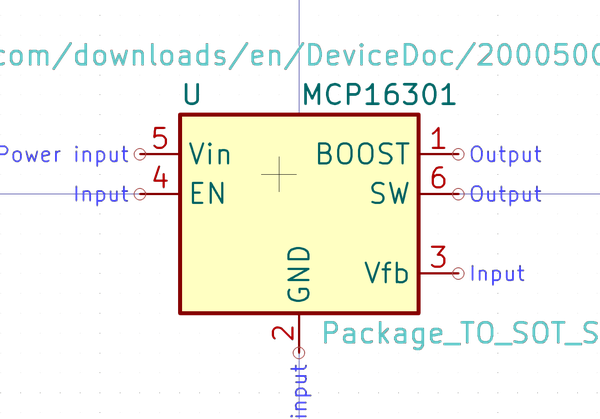 com/downloads/en/DeviceDoc/2000500
U MCP16301
Power input 5 Vin BOOST 1 Output
Input 4 EN SW 6 Output
GND Vfb 3 Input
2 Package_TO_SOT_S
input